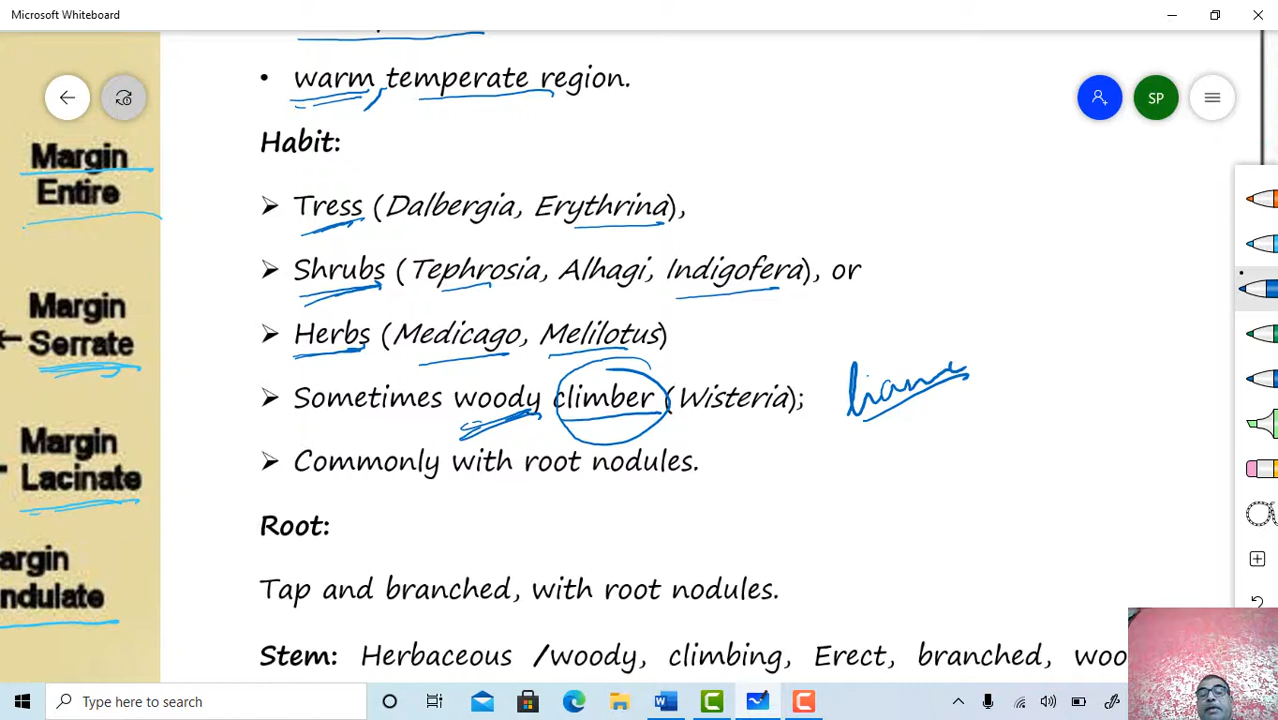 Microsoft Whiteboard
• warm, temperate region.
SP
Habit:
Margin
Entire
➢ Tress (Dalbergia, Erythrina),
➢ Shrubs (Tephrosia, Alhagi, Indigofera), or
Margin
Serrate
➢ Herbs (Medicago, Melilotus)
➢ Sometimes woody climber (Wisteria);
liana
Margin
Lacinate
➢ Commonly with root nodules.
Root:
argin
ndulate
Tap and branched, with root nodules.
Stem: Herbaceous /woody, climbing, Erect, branched, woo
Type here to search